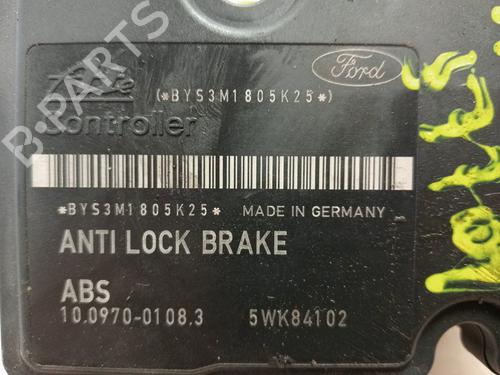 Ford
(*BYS3M1805K25*)
Controller
*BYS3M1805K25*
MADE IN GERMANY
ANTI LOCK BRAKE
ABS
10.0970-0108.3
5WK84102
B-PARTS